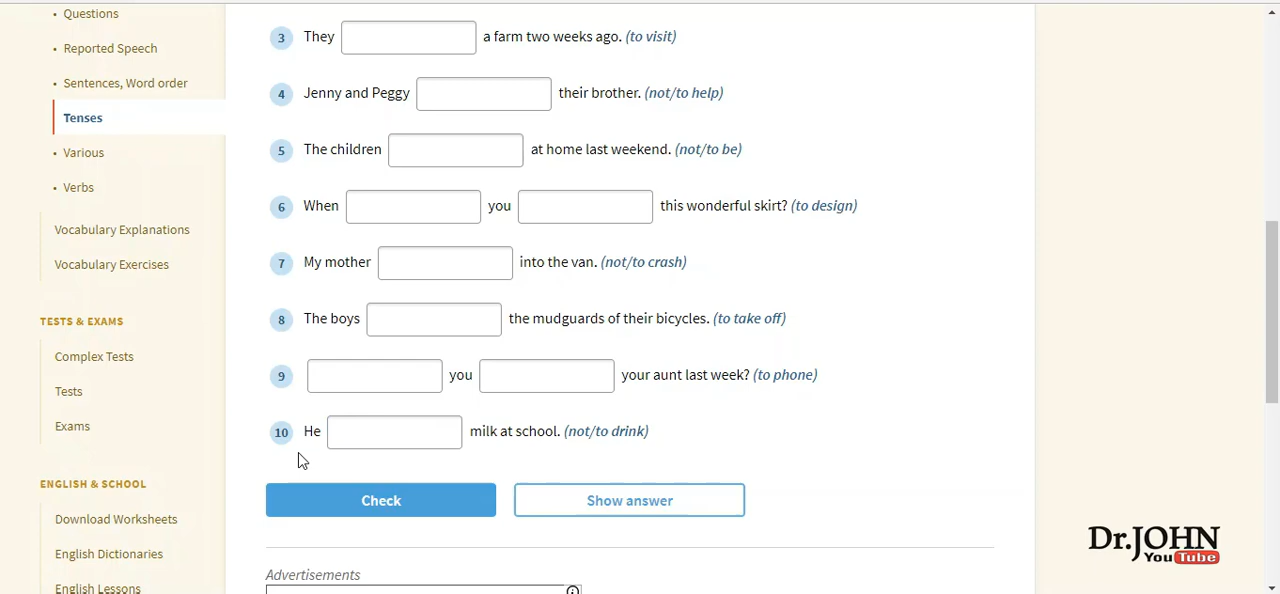 • Questions
• Reported Speech
• Sentences, Word order
Tenses
• Various
• Verbs
Vocabulary Explanations
Vocabulary Exercises
TESTS & EXAMS
Complex Tests
Tests
Exams
ENGLISH & SCHOOL
Download Worksheets
English Dictionaries
English Lessons
3 They a farm two weeks ago. (to visit)
4 Jenny and Peggy their brother. (not/to help)
5 The children at home last weekend. (not/to be)
6 When you this wonderful skirt? (to design)
7 My mother into the van. (not/to crash)
8 The boys the mudguards of their bicycles. (to take off)
9 you your aunt last week? (to phone)
10 He milk at school. (not/to drink)
Check Show answer
Advertisements
Dr.JOHN
YouTube